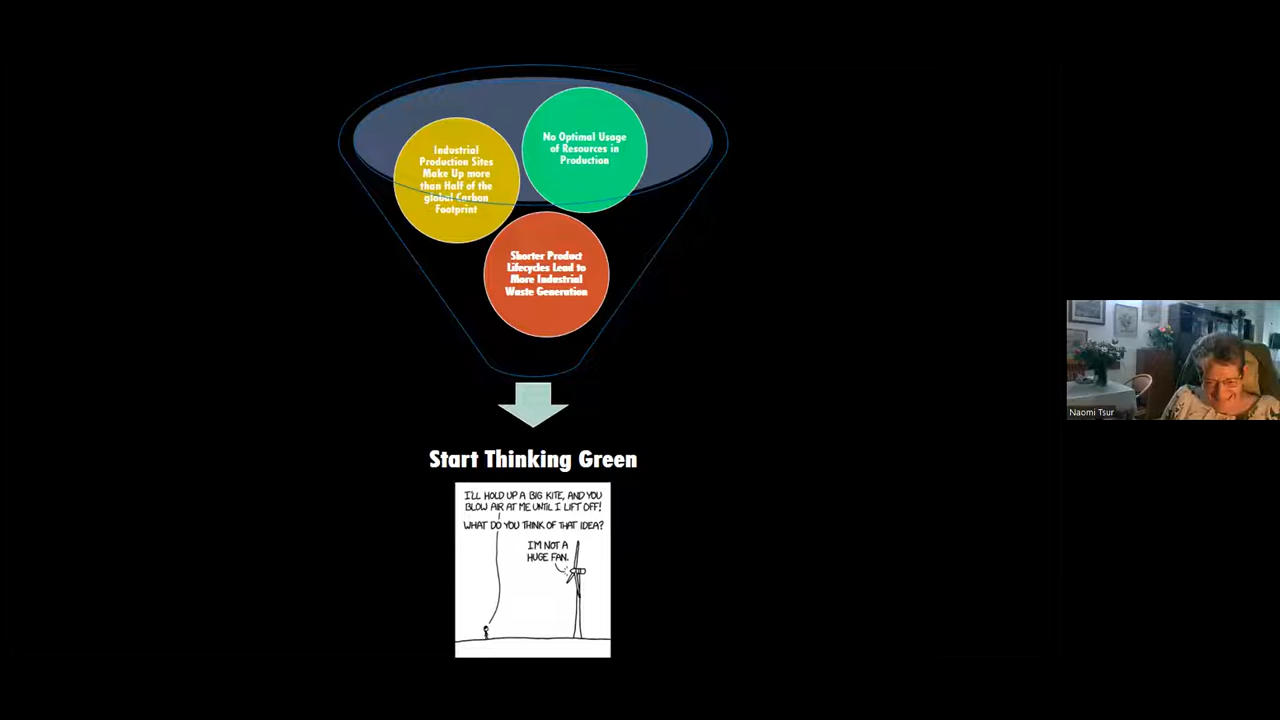 Industrial
Production Sites
Make Up more
than Half of the
global Carbon
Footprint
No Optimal Usage
of Resources in
Production
Shorter Product
Lifecycles Lead to
More Industrial
Waste Generation
Start Thinking Green
I'LL HOLD UP A BIG KITE, AND YOU
BLOW AIR AT ME UNTIL I LIFT OFF!
WHAT DO YOU THINK OF THAT IDEA?
I'M NOT A
HUGE FAN.
Naomi Tsur